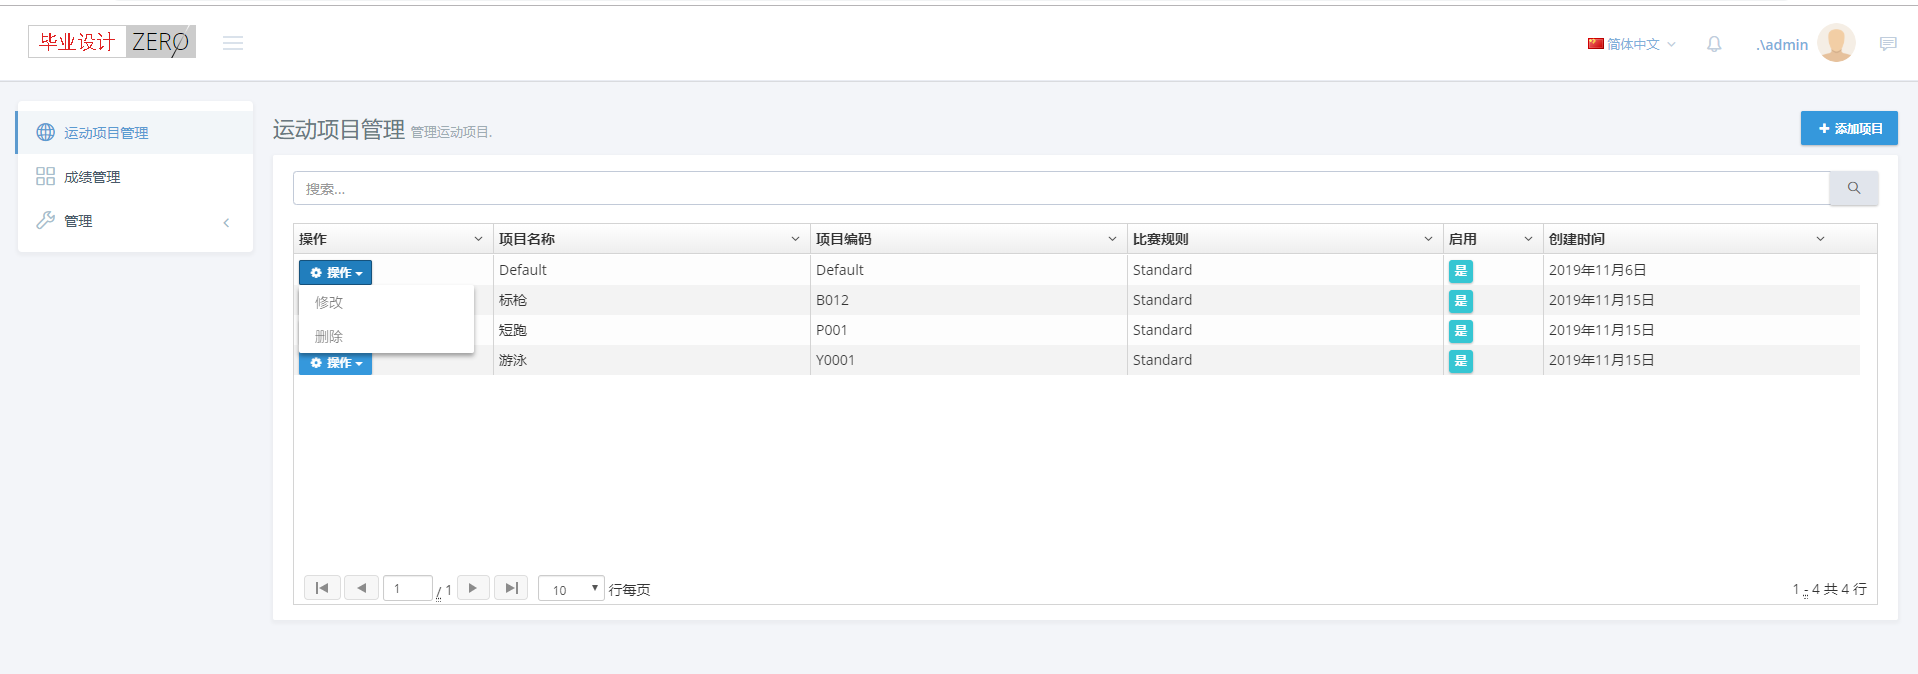 毕业设计 ZERO
简体中文
.\admin
运动项目管理
成绩管理
管理
运动项目管理 管理运动项目.
添加项目
搜索...
操作 项目名称 项目编码 比赛规则 启用 创建时间
操作 Default Default Standard 是 2019年11月6日
修改
删除
标枪 B012 Standard 是 2019年11月15日
短跑 P001 Standard 是 2019年11月15日
操作 游泳 Y0001 Standard 是 2019年11月15日
1 / 1 10 行每页
1 - 4 共 4 行